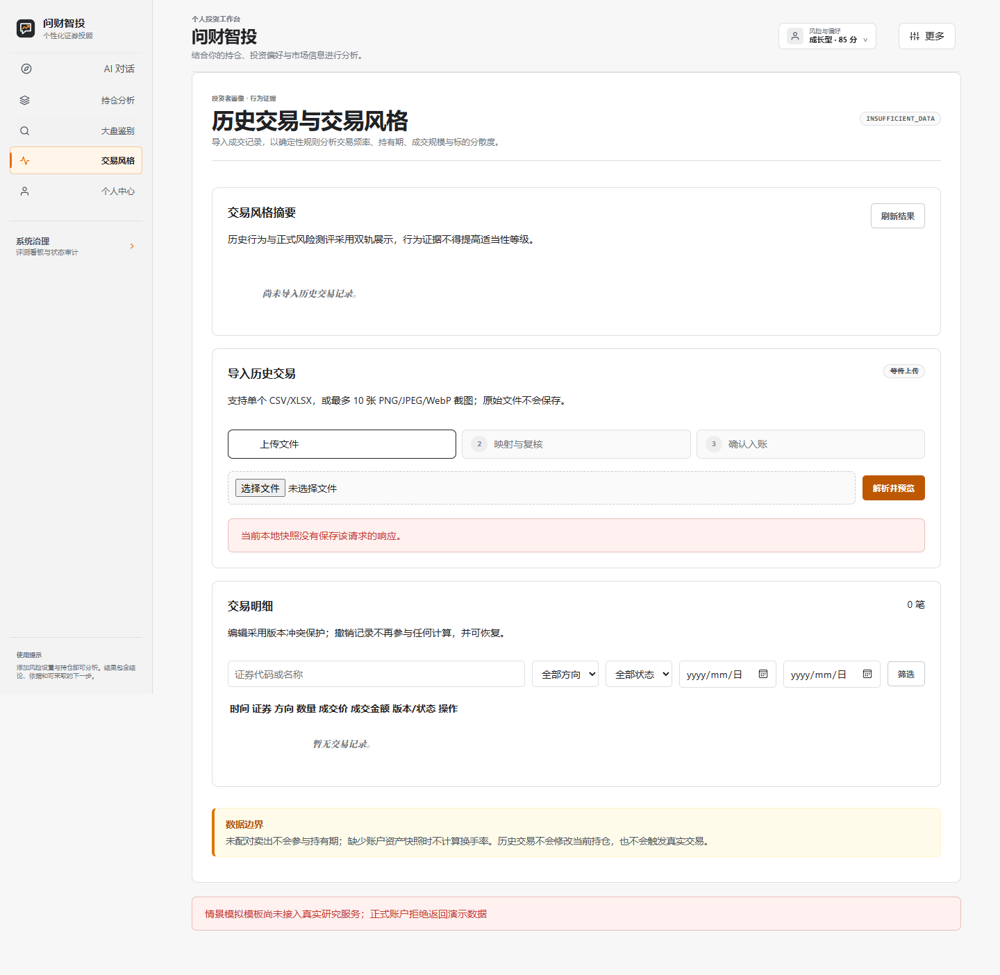 问财智投
个性化证券投顾
AI 对话
持仓分析
大盘鉴别
交易风格
个人中心
系统治理
评测看板与状态审计
使用提示
添加风险设置与持仓即可分析。结果包含结
论、依据和可采取的下一步。
个人投资工作台
问财智投
结合你的持仓、投资偏好与市场信息进行分析。
风险与偏好
成长型 · 85 分
更多
投资者画像 · 行为证据
历史交易与交易风格
导入成交记录，以确定性规则分析交易频率、持有期、成交规模与标的分散度。
INSUFFICIENT_DATA
交易风格摘要
刷新结果
历史行为与正式风险测评采用双轨展示，行为证据不得提高适当性等级。
尚未导入历史交易记录。
导入历史交易
等待上传
支持单个 CSV/XLSX，或最多 10 张 PNG/JPEG/WebP 截图；原始文件不会保存。
上传文件
2 映射与复核
3 确认入账
选择文件 未选择文件
解析并预览
当前本地快照没有保存该请求的响应。
交易明细
0 笔
编辑采用版本冲突保护；撤销记录不再参与任何计算，并可恢复。
证券代码或名称
全部方向
全部状态
yyyy/mm/日
yyyy/mm/日
筛选
时间 证券 方向 数量 成交价 成交金额 版本/状态 操作
暂无交易记录。
数据边界
未配对卖出不会参与持有期；缺少账户资产快照时不计算换手率。历史交易不会修改当前持仓，也不会触发真实交易。
情景模拟模板尚未接入真实研究服务；正式账户拒绝返回演示数据